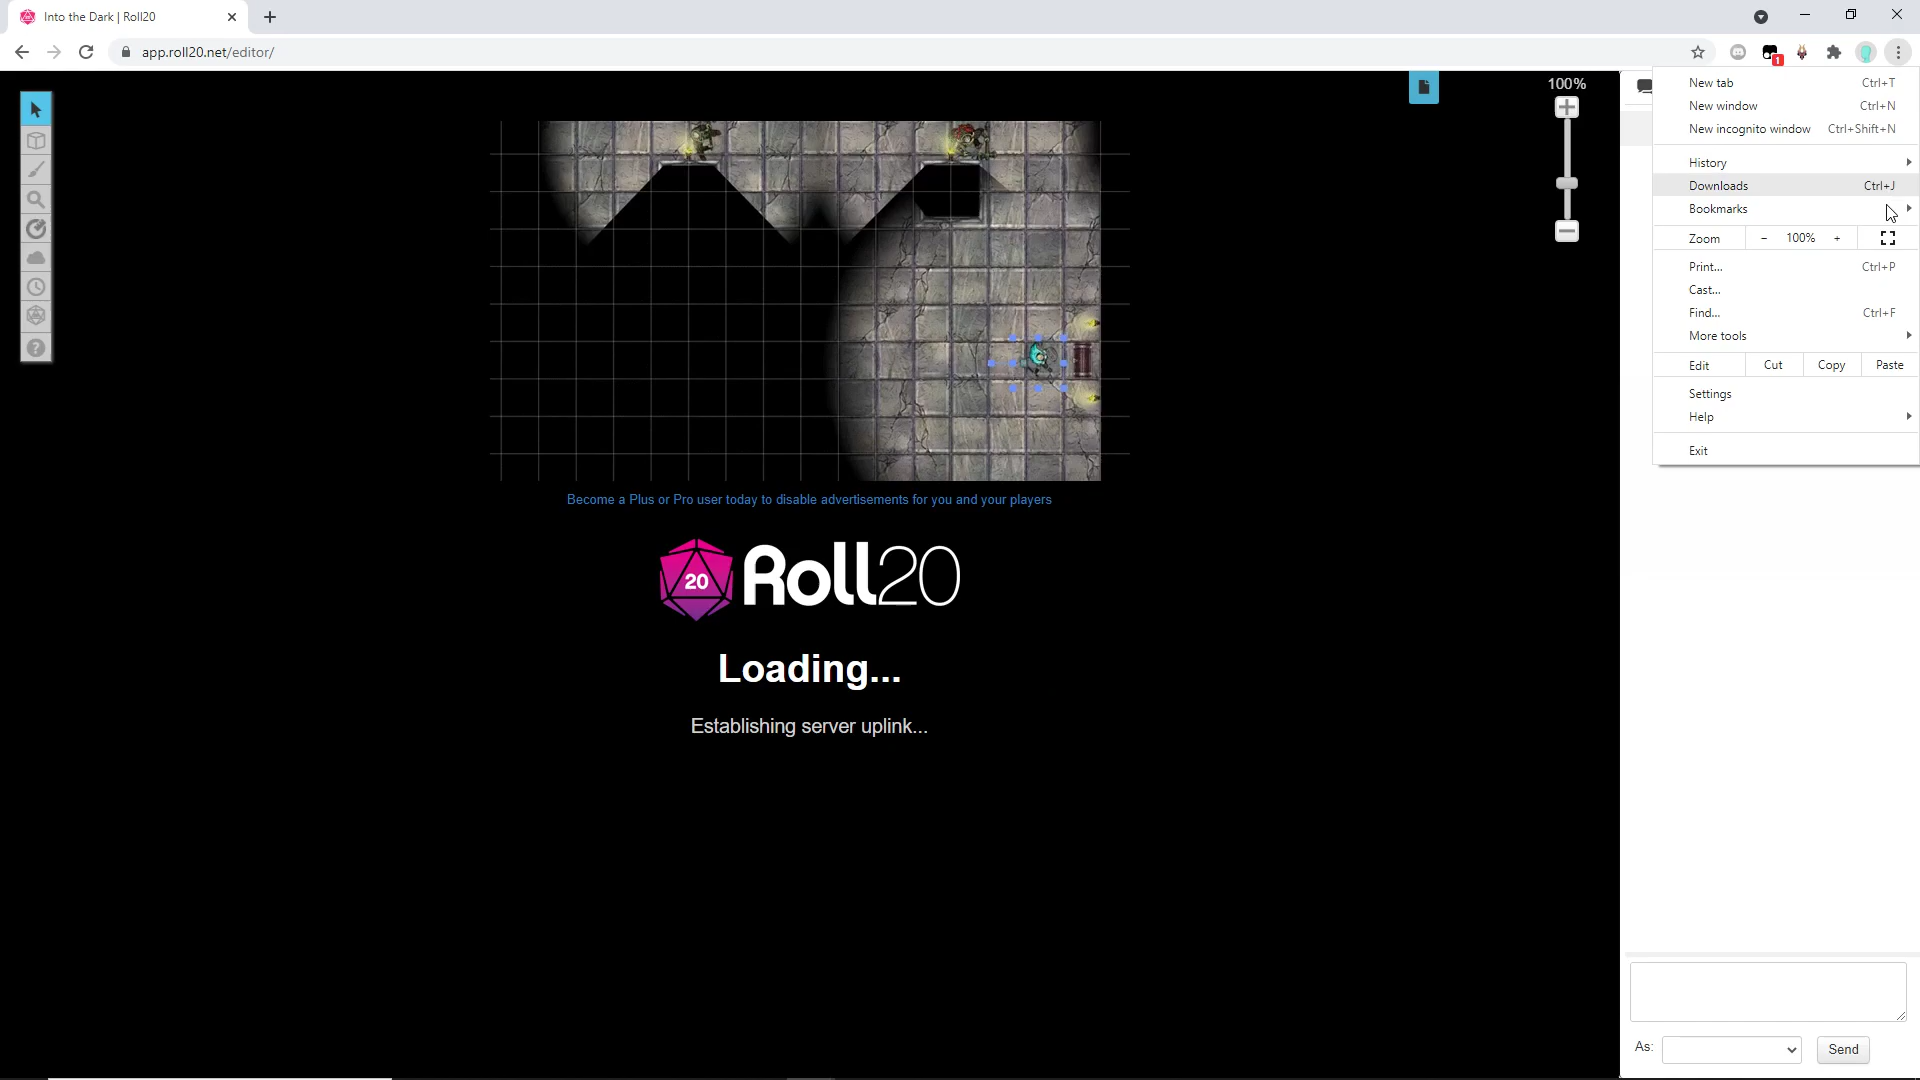 Into the Dark | Roll20
app.roll20.net/editor/
1
100%
New tab Ctrl+T
New window Ctrl+N
New incognito window Ctrl+Shift+N
History
Downloads Ctrl+J
Bookmarks
Zoom - 100% +
Print... Ctrl+P
Cast...
Find... Ctrl+F
More tools
Edit Cut Copy Paste
Settings
Help
Exit
Become a Plus or Pro user today to disable advertisements for you and your players
20 Roll20
Loading...
Establishing server uplink...
As:
Send